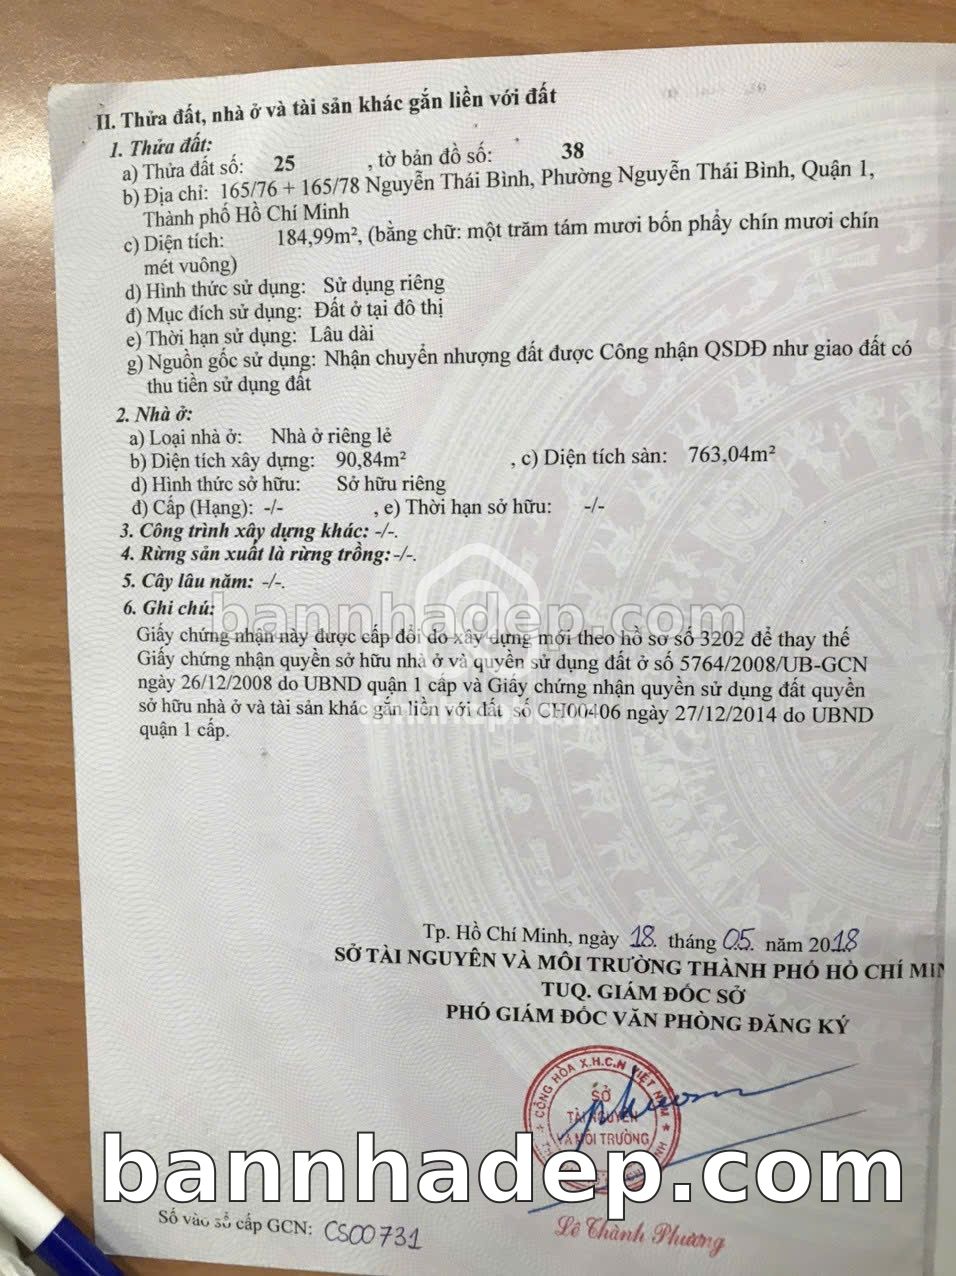 II. Thửa đất, nhà ở và tài sản khác gắn liền với đất
1. Thửa đất:
a) Thửa đất số: 25 , tờ bản đồ số: 38
b) Địa chỉ: 165/76 + 165/78 Nguyễn Thái Bình, Phường Nguyễn Thái Bình, Quận 1,
Thành phố Hồ Chí Minh
c) Diện tích: 184,99m², (bằng chữ: một trăm tám mươi bốn phẩy chín mươi chín
mét vuông)
d) Hình thức sử dụng: Sử dụng riêng
đ) Mục đích sử dụng: Đất ở tại đô thị
e) Thời hạn sử dụng: Lâu dài
g) Nguồn gốc sử dụng: Nhận chuyển nhượng đất được Công nhận QSDĐ như giao đất có
thu tiền sử dụng đất
2. Nhà ở:
a) Loại nhà ở: Nhà ở riêng lẻ
b) Diện tích xây dựng: 90,84m² , c) Diện tích sàn: 763,04m²
d) Hình thức sở hữu: Sở hữu riêng
đ) Cấp (Hạng): -/- , e) Thời hạn sở hữu: -/-
3. Công trình xây dựng khác: -/-.
4. Rừng sản xuất là rừng trồng: -/-.
5. Cây lâu năm: -/-.
6. Ghi chú:
bannhadep.com
Giấy chứng nhận này được cấp đổi do xây dựng mới theo hồ sơ số 3202 để thay thế
Giấy chứng nhận quyền sở hữu nhà ở và quyền sử dụng đất ở số 5764/2008/UB-GCN
ngày 26/12/2008 do UBND quận 1 cấp và Giấy chứng nhận quyền sử dụng đất quyền
sở hữu nhà ở và tài sản khác gắn liền với đất số CH00406 ngày 27/12/2014 do UBND
quận 1 cấp.
Tp. Hồ Chí Minh, ngày 18. tháng 05. năm 2018
SỞ TÀI NGUYÊN VÀ MÔI TRƯỜNG THÀNH PHỐ HỒ CHÍ MIN
TUQ. GIÁM ĐỐC SỞ
PHÓ GIÁM ĐỐC VĂN PHÒNG ĐĂNG KÝ
CỘNG HÒA X.H.C.N VIỆT NAM
SỞ
TÀI NGUYÊN
VÀ MÔI TRƯỜNG
bannhadep.com
Số vào sổ cấp GCN: CS00731
Lê Thành Phương